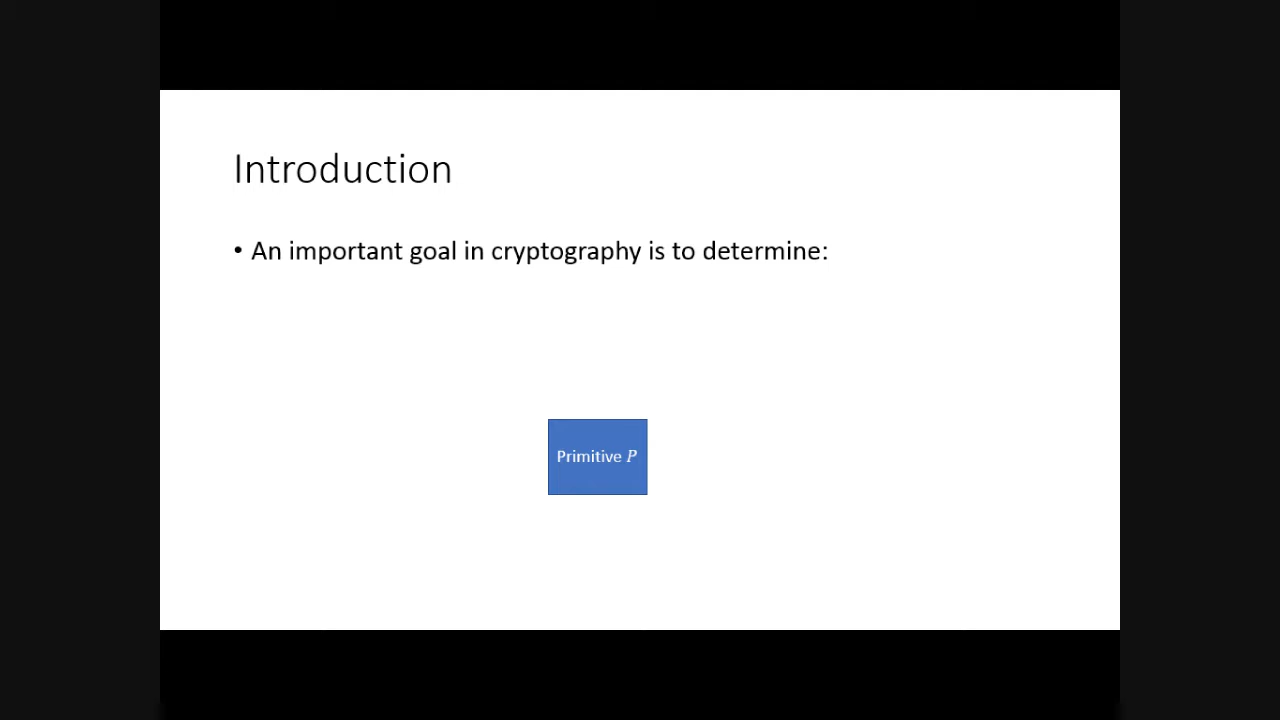 Introduction
• An important goal in cryptography is to determine:
Primitive P